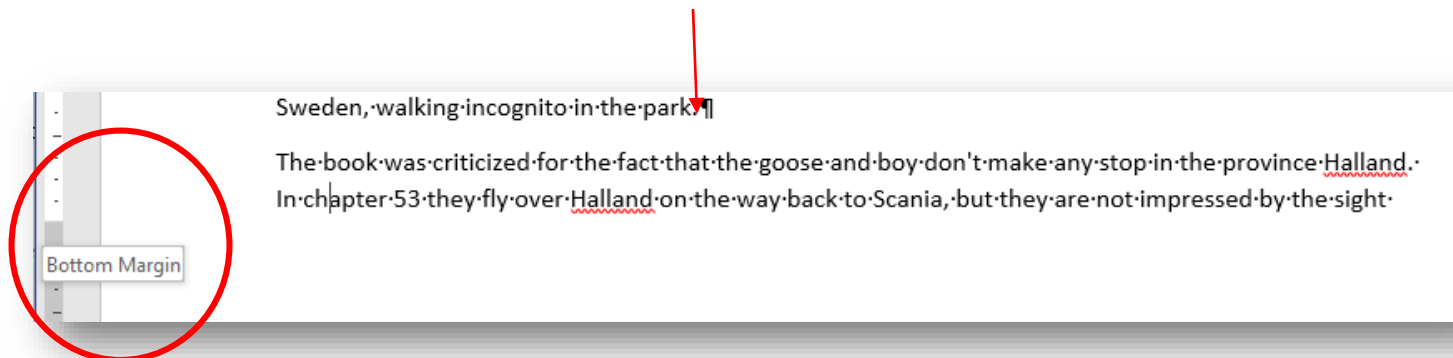 Sweden,·walking·incognito·in·the·park.¶
The·book·was·criticized·for·the·fact·that·the·goose·and·boy·don't·make·any·stop·in·the·province·Halland.·
In·chapter·53·they·fly·over·Halland·on·the·way·back·to·Scania,·but·they·are·not·impressed·by·the·sight·
Bottom Margin